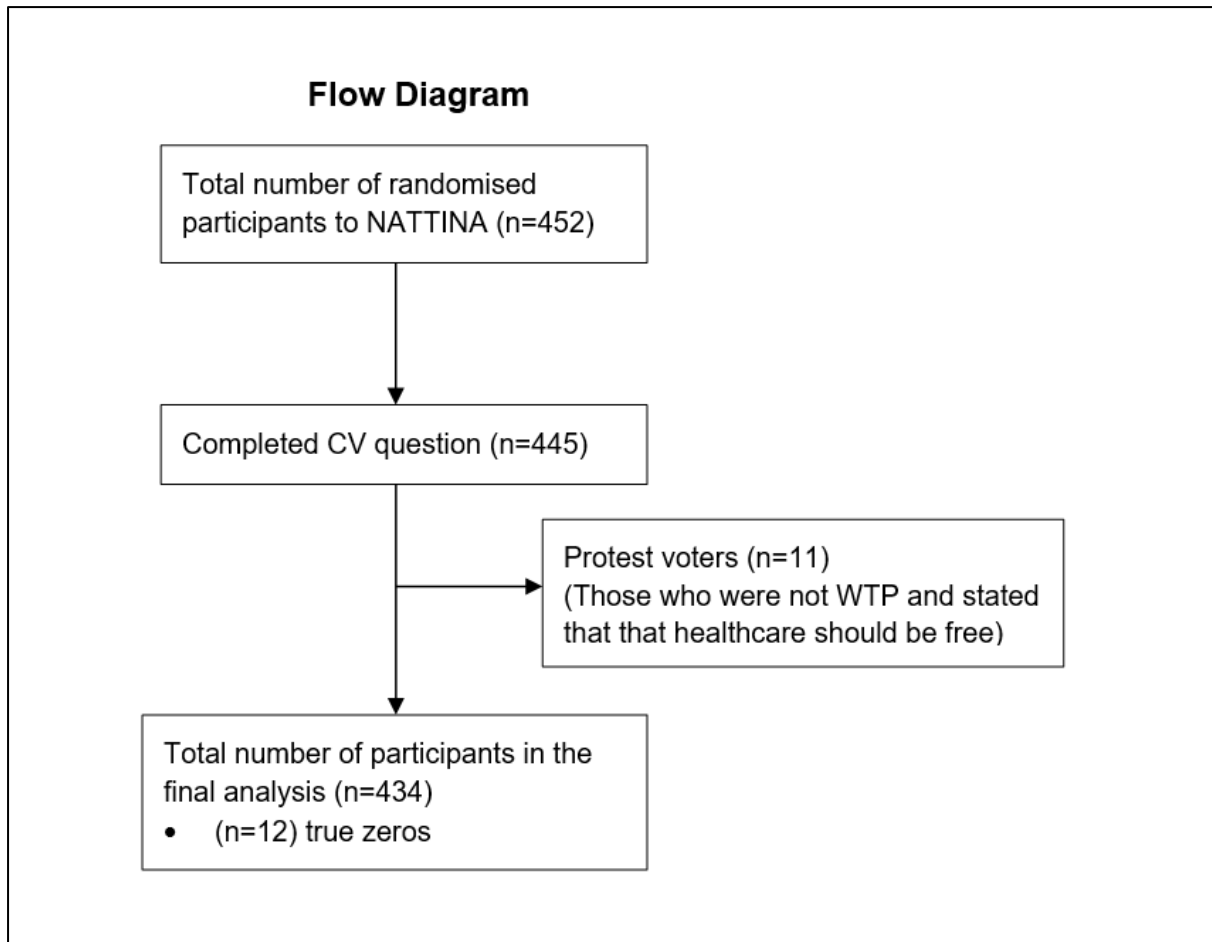 Flow Diagram
Total number of randomised
participants to NATTINA (n=452)
Completed CV question (n=445)
Protest voters (n=11)
(Those who were not WTP and stated
that that healthcare should be free)
Total number of participants in the
final analysis (n=434)
• (n=12) true zeros